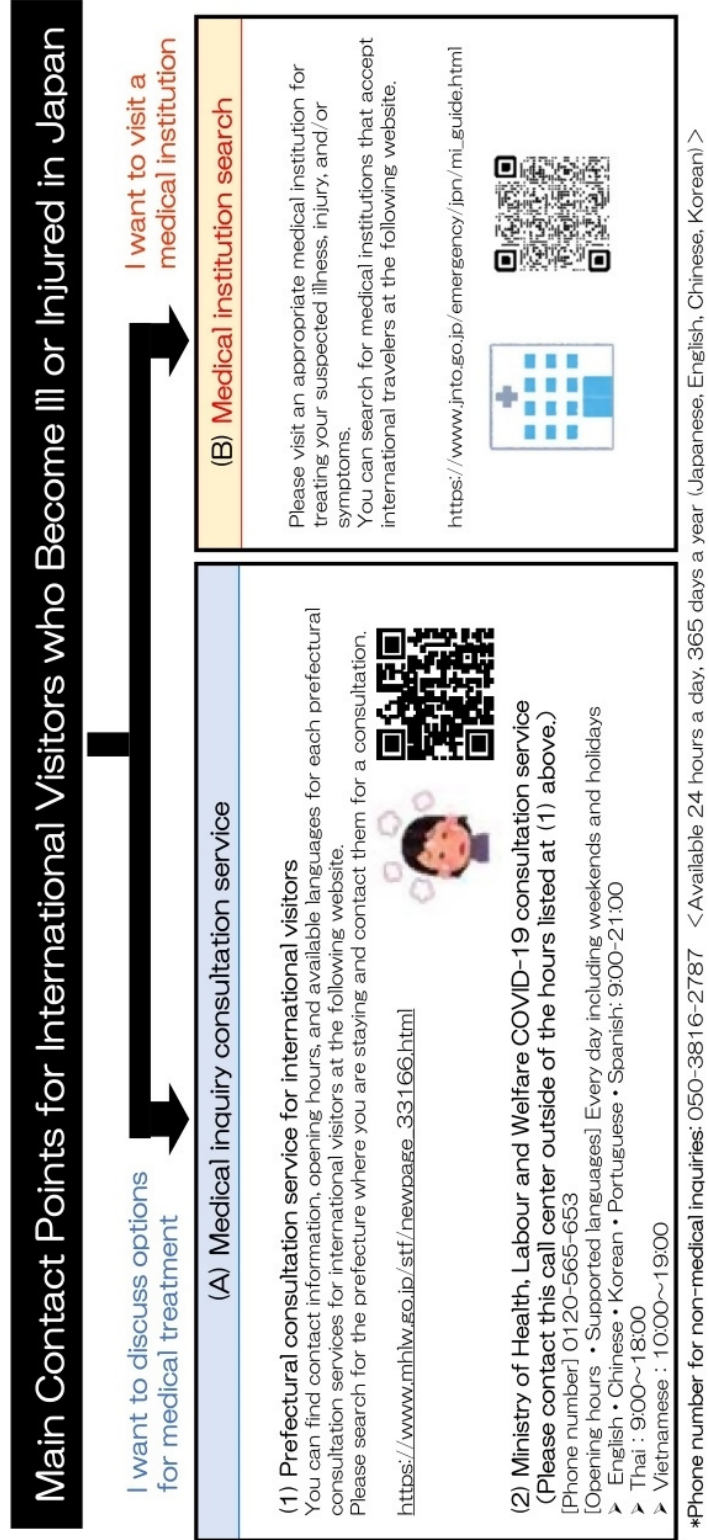 Main Contact Points for International Visitors who Become Ill or Injured in Japan
I want to discuss options
for medical treatment
I want to visit a
medical institution
(A) Medical inquiry consultation service
(1) Prefectural consultation service for international visitors
You can find contact information, opening hours, and available languages for each prefectural
consultation services for international visitors at the following website.
Please search for the prefecture where you are staying and contact them for a consultation.
https://www.mhlw.go.jp/stf/newpage_33166.html
(2) Ministry of Health, Labour and Welfare COVID-19 consultation service
(Please contact this call center outside of the hours listed at (1) above.)
[Phone number] 0120-565-653
[Opening hours・Supported languages] Every day including weekends and holidays
➢ English・Chinese・Korean・Portuguese・Spanish: 9:00-21:00
➢ Thai：9:00~18:00
➢ Vietnamese：10:00~19:00
(B) Medical institution search
Please visit an appropriate medical institution for
treating your suspected illness, injury, and/or
symptoms.
You can search for medical institutions that accept
international travelers at the following website.
https://www.jnto.go.jp/emergency/jpn/mi_guide.html
*Phone number for non-medical inquiries: 050-3816-2787 <Available 24 hours a day, 365 days a year (Japanese, English, Chinese, Korean)>